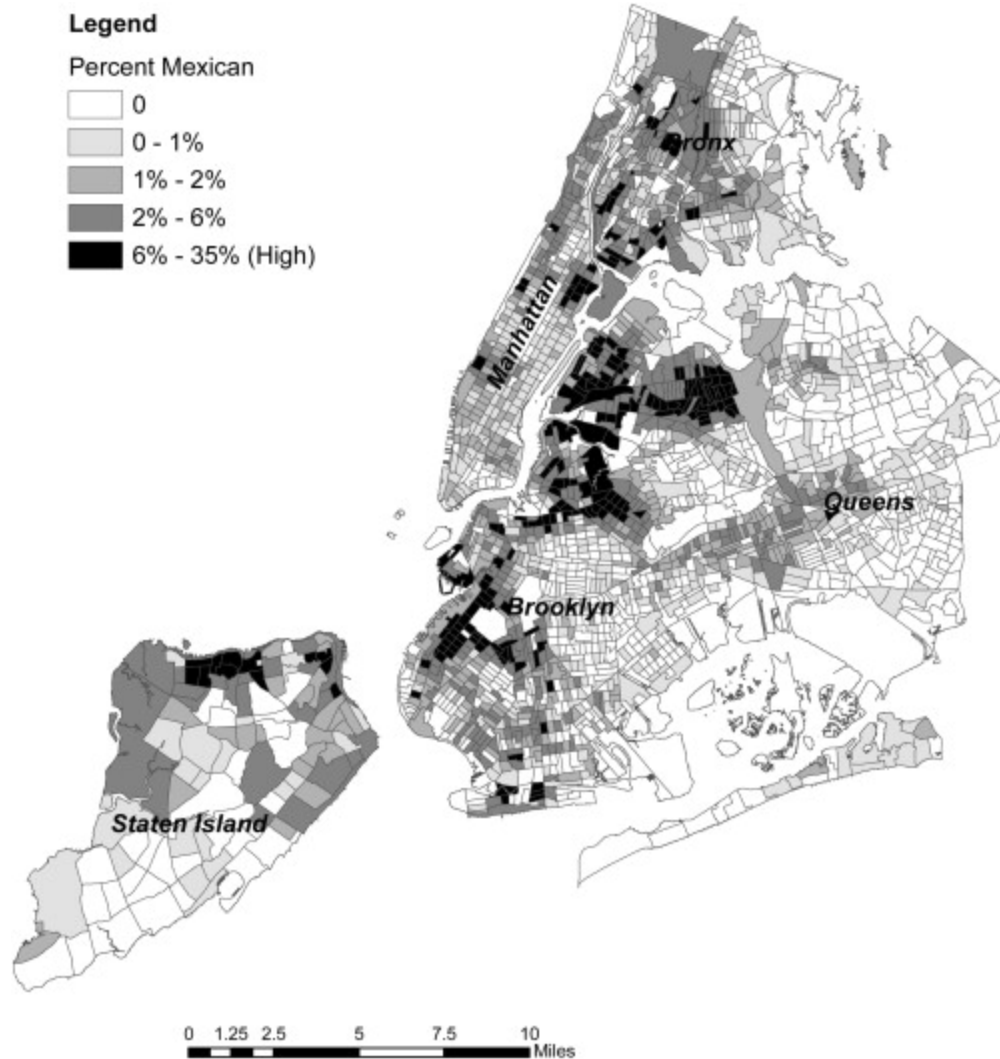 Legend
Percent Mexican
0
0 - 1%
1% - 2%
2% - 6%
6% - 35% (High)
Bronx
Manhattan
Queens
Brooklyn
Staten Island
0 1.25 2.5 5 7.5 10
Miles